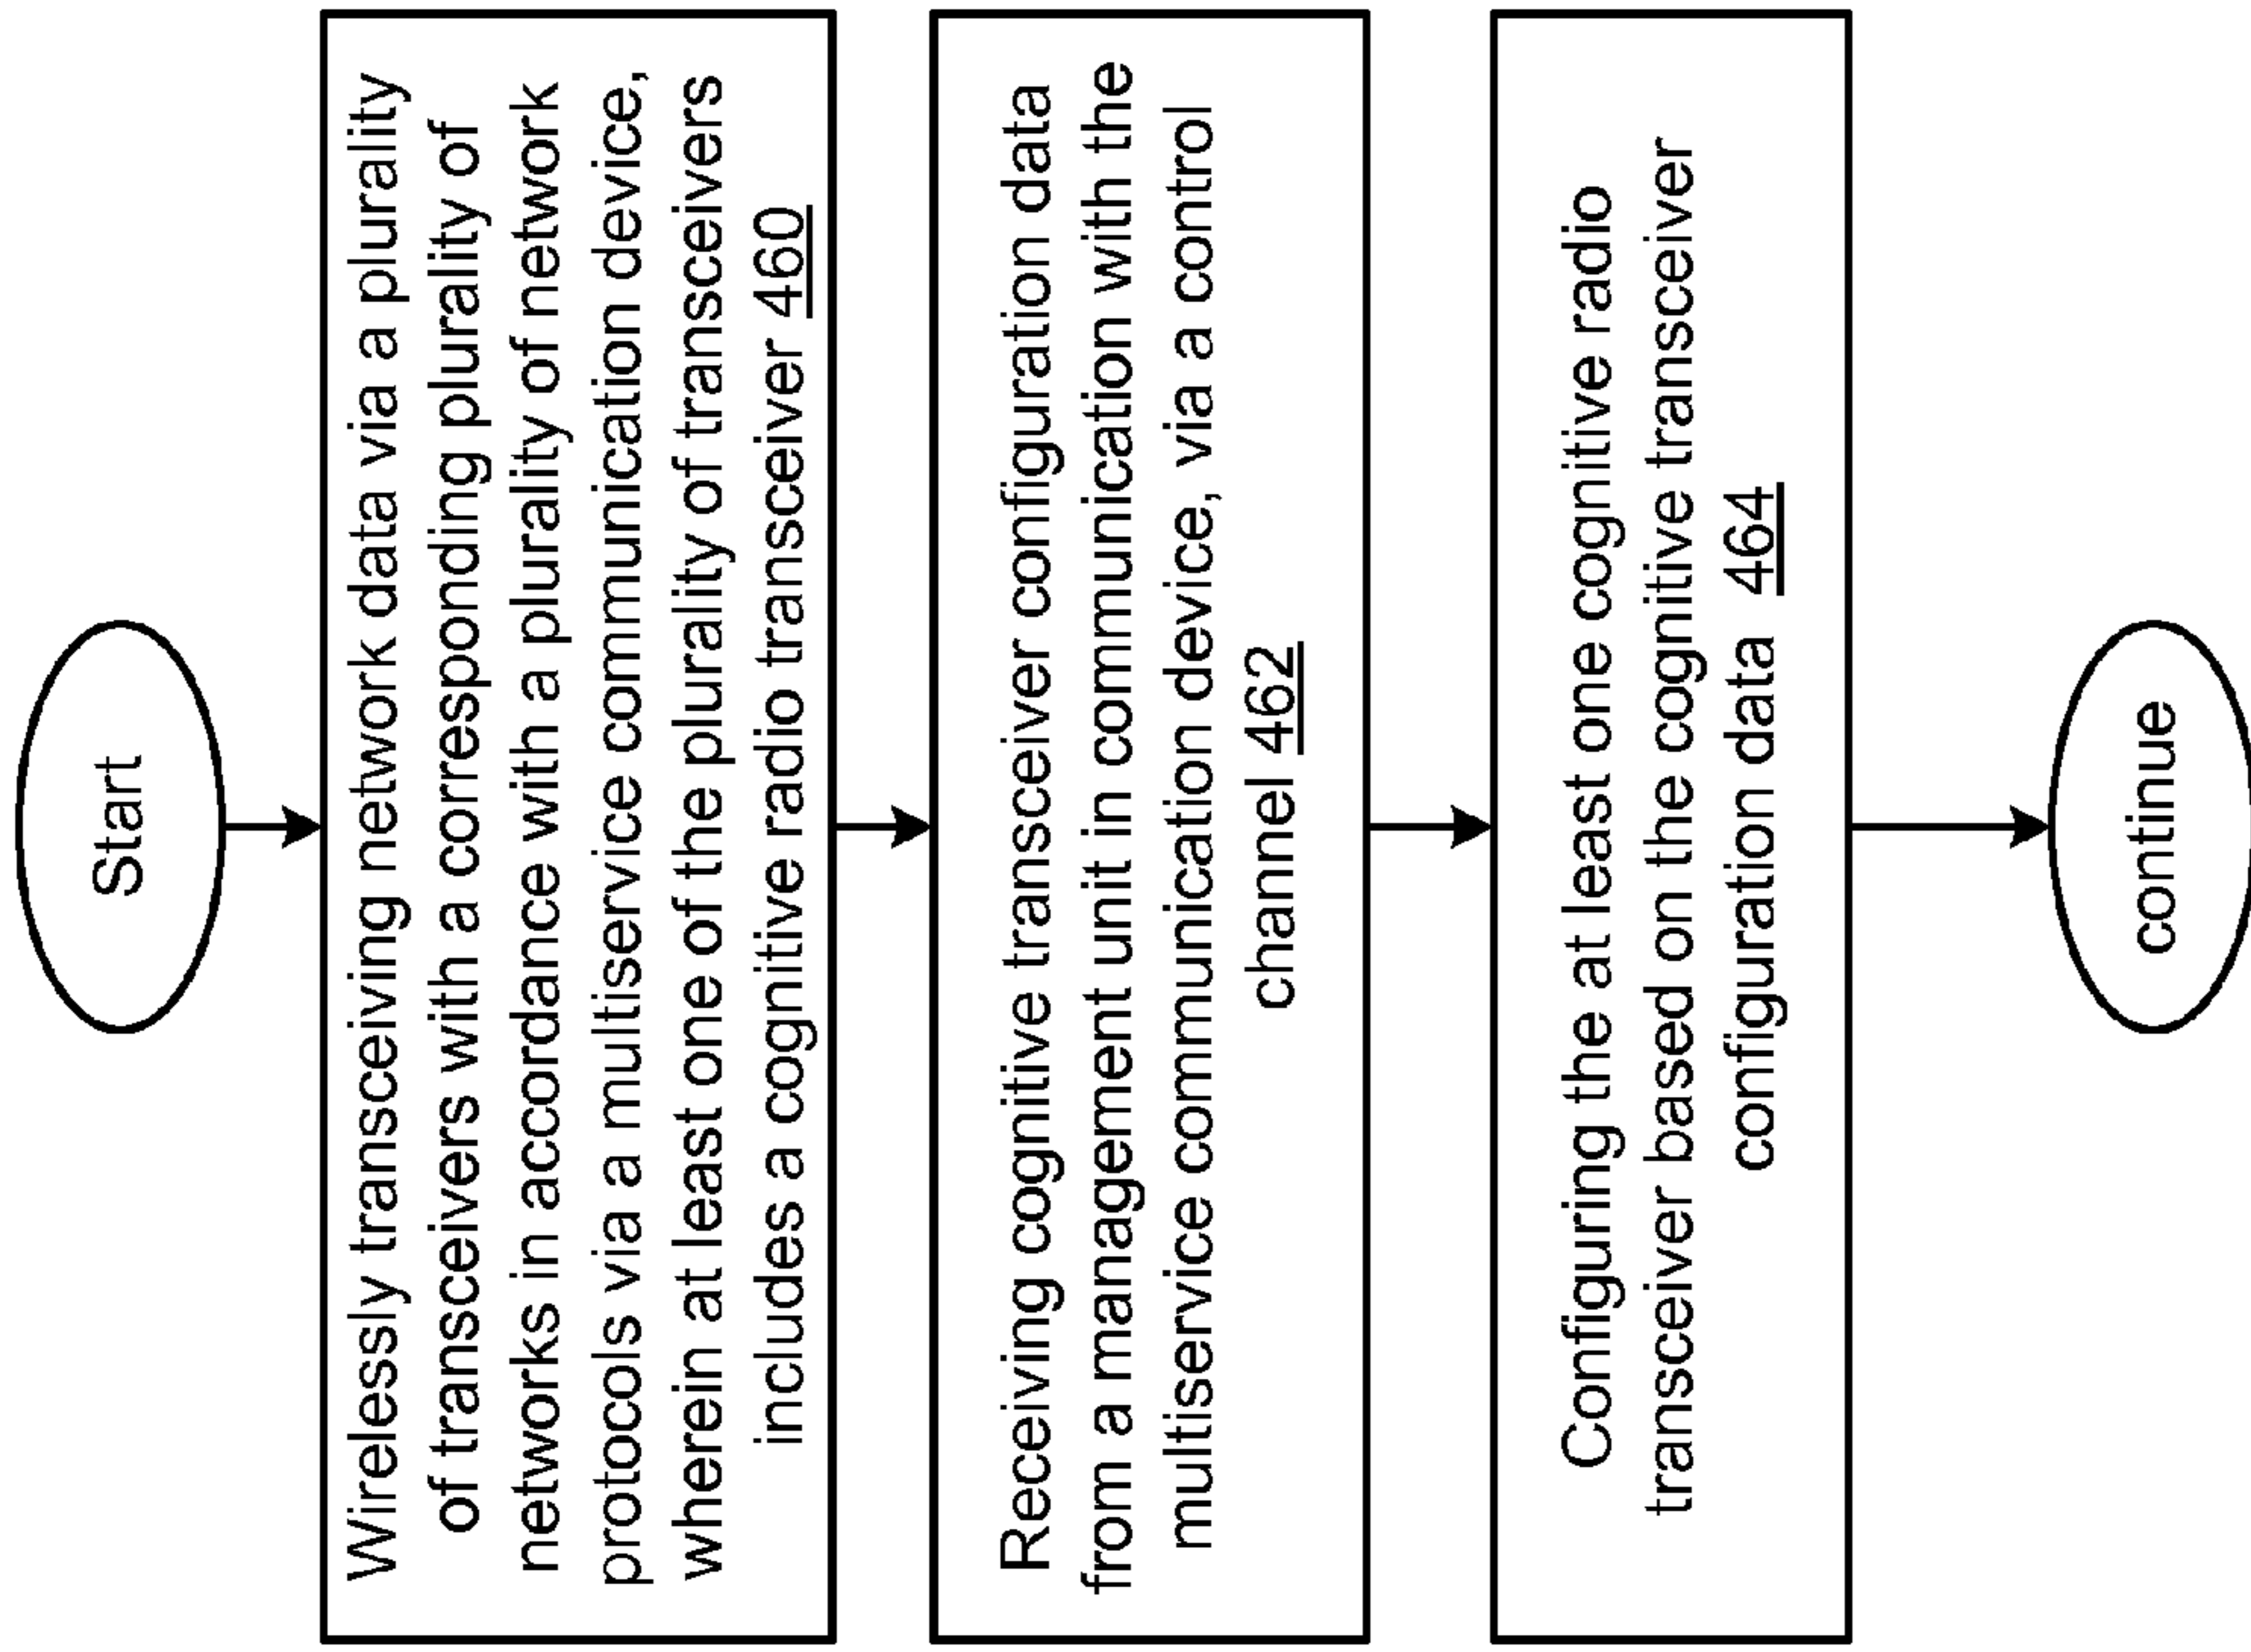 Start
Wirelessly transceiving network data via a plurality
of transceivers with a corresponding plurality of
networks in accordance with a plurality of network
protocols via a multiservice communication device,
wherein at least one of the plurality of transceivers
includes a cognitive radio transceiver 460
Receiving cognitive transceiver configuration data
from a management unit in communication with the
multiservice communication device, via a control
channel 462
Configuring the at least one cognitive radio
transceiver based on the cognitive transceiver
configuration data 464
continue